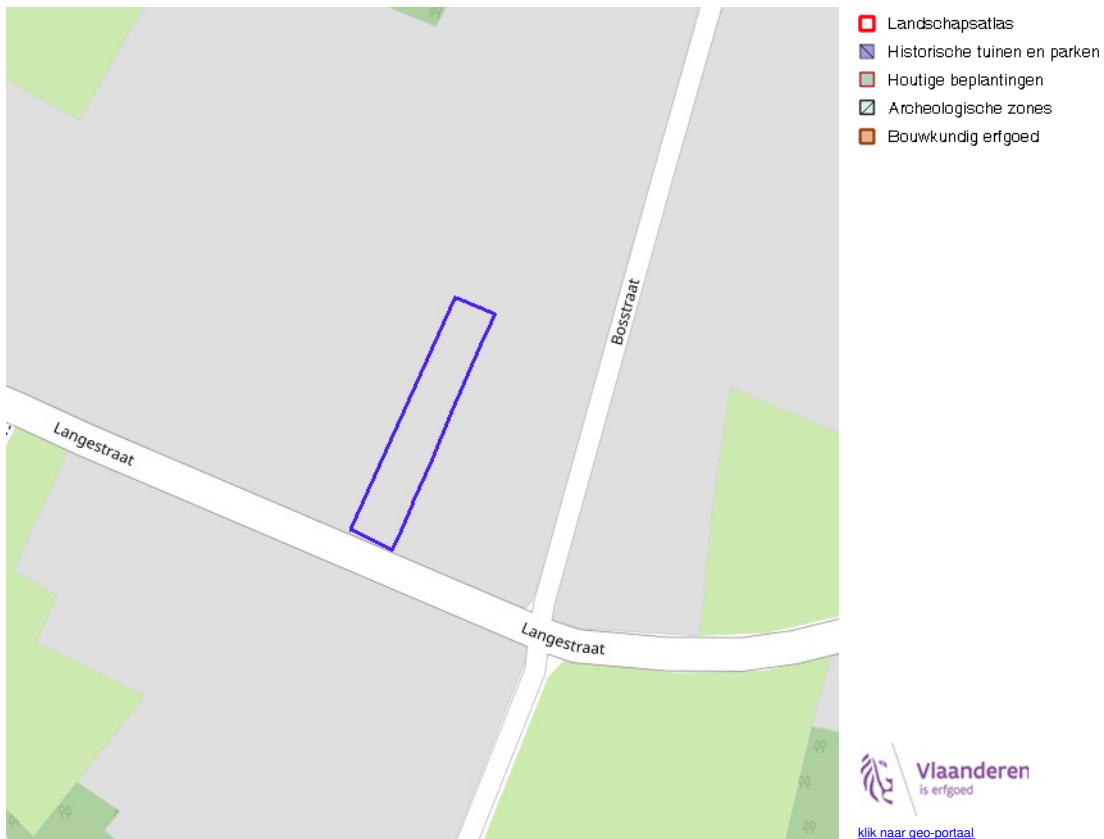 Landschapsatlas
Historische tuinen en parken
Houtige beplantingen
Archeologische zones
Bouwkundig erfgoed
Bosstraat
Langestraat
Langestraat
Vlaanderen
is erfgoed
klik naar geo-portaal